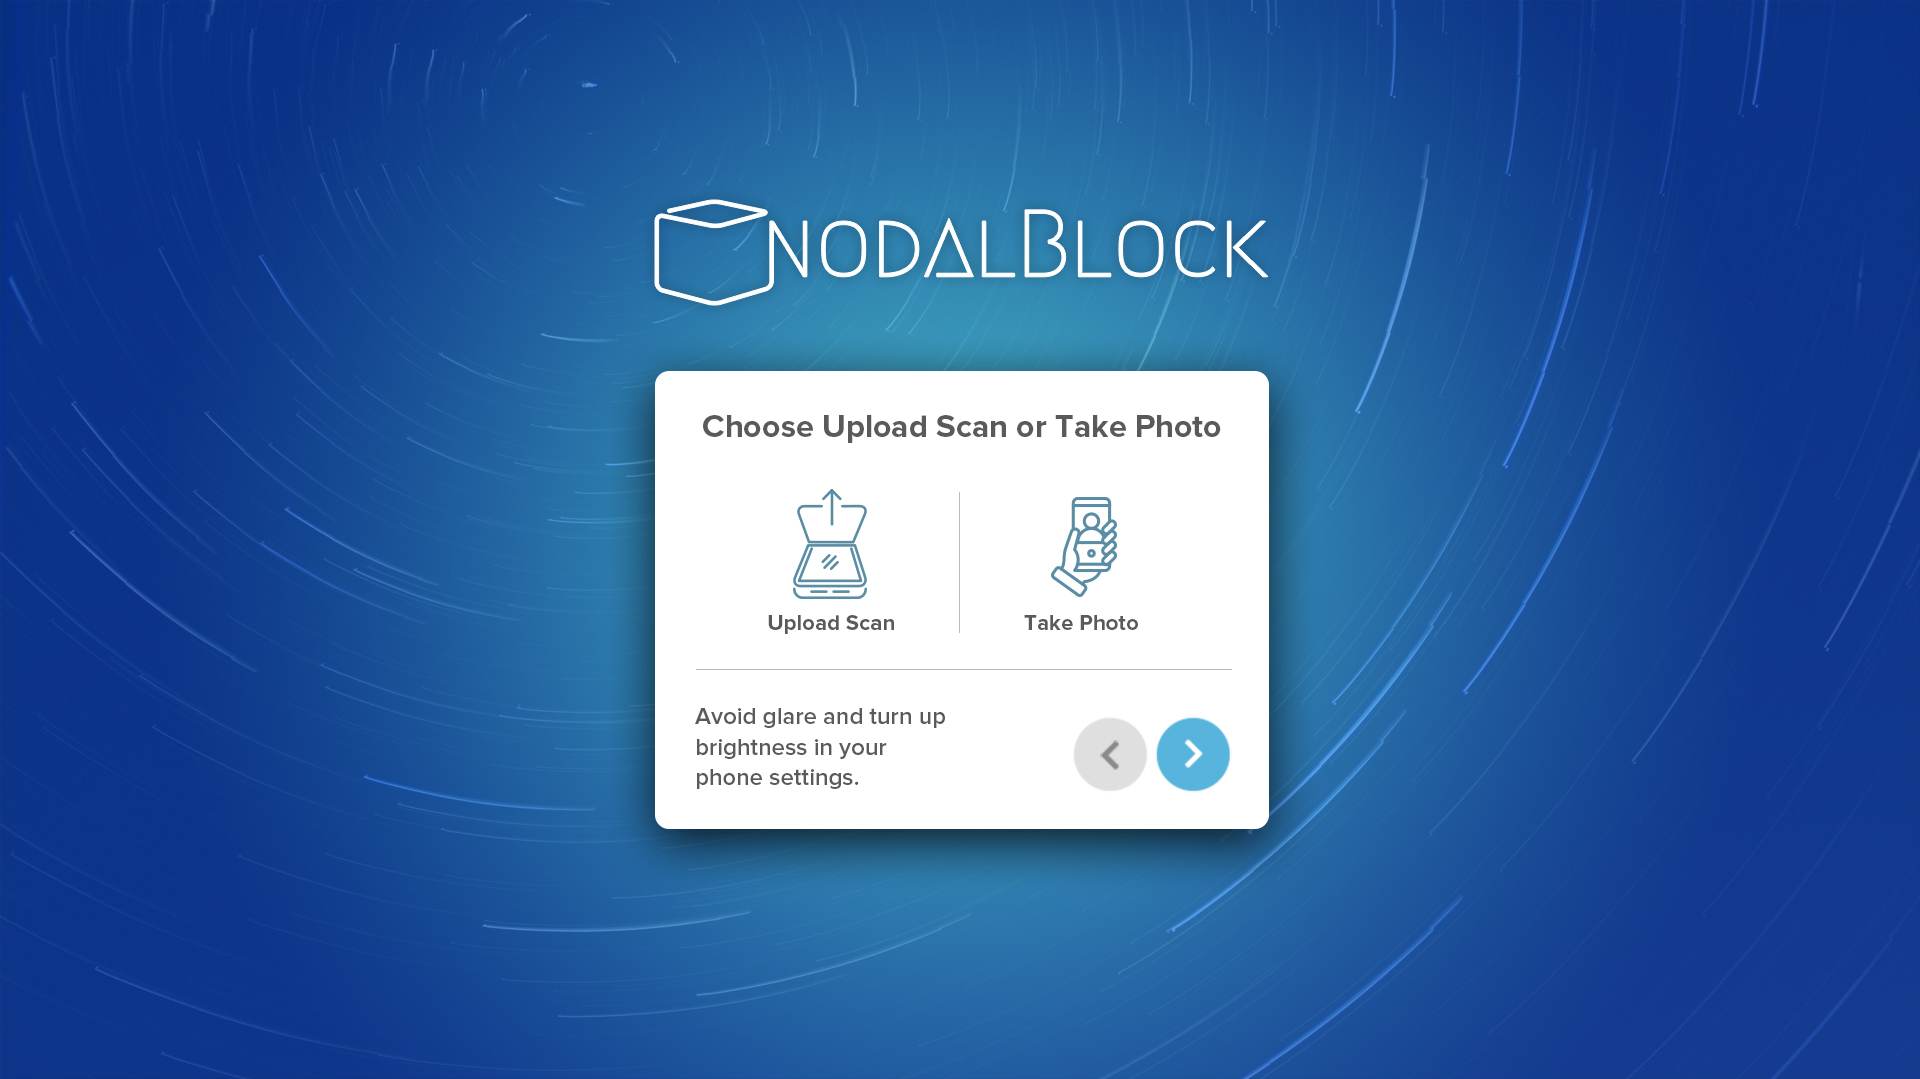 NODALBLOCK
Choose Upload Scan or Take Photo
Upload Scan
Take Photo
Avoid glare and turn up
brightness in your
phone settings.